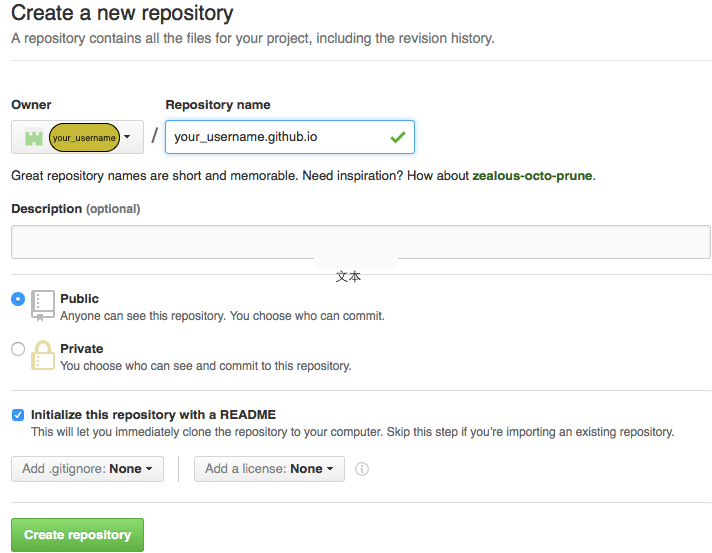 Create a new repository
A repository contains all the files for your project, including the revision history.
Owner
Repository name
your_username
/
your_username.github.io
Great repository names are short and memorable. Need inspiration? How about zealous-octo-prune.
Description (optional)
文本
Public
Anyone can see this repository. You choose who can commit.
Private
You choose who can see and commit to this repository.
Initialize this repository with a README
This will let you immediately clone the repository to your computer. Skip this step if you're importing an existing repository.
Add .gitignore: None
Add a license: None
Create repository